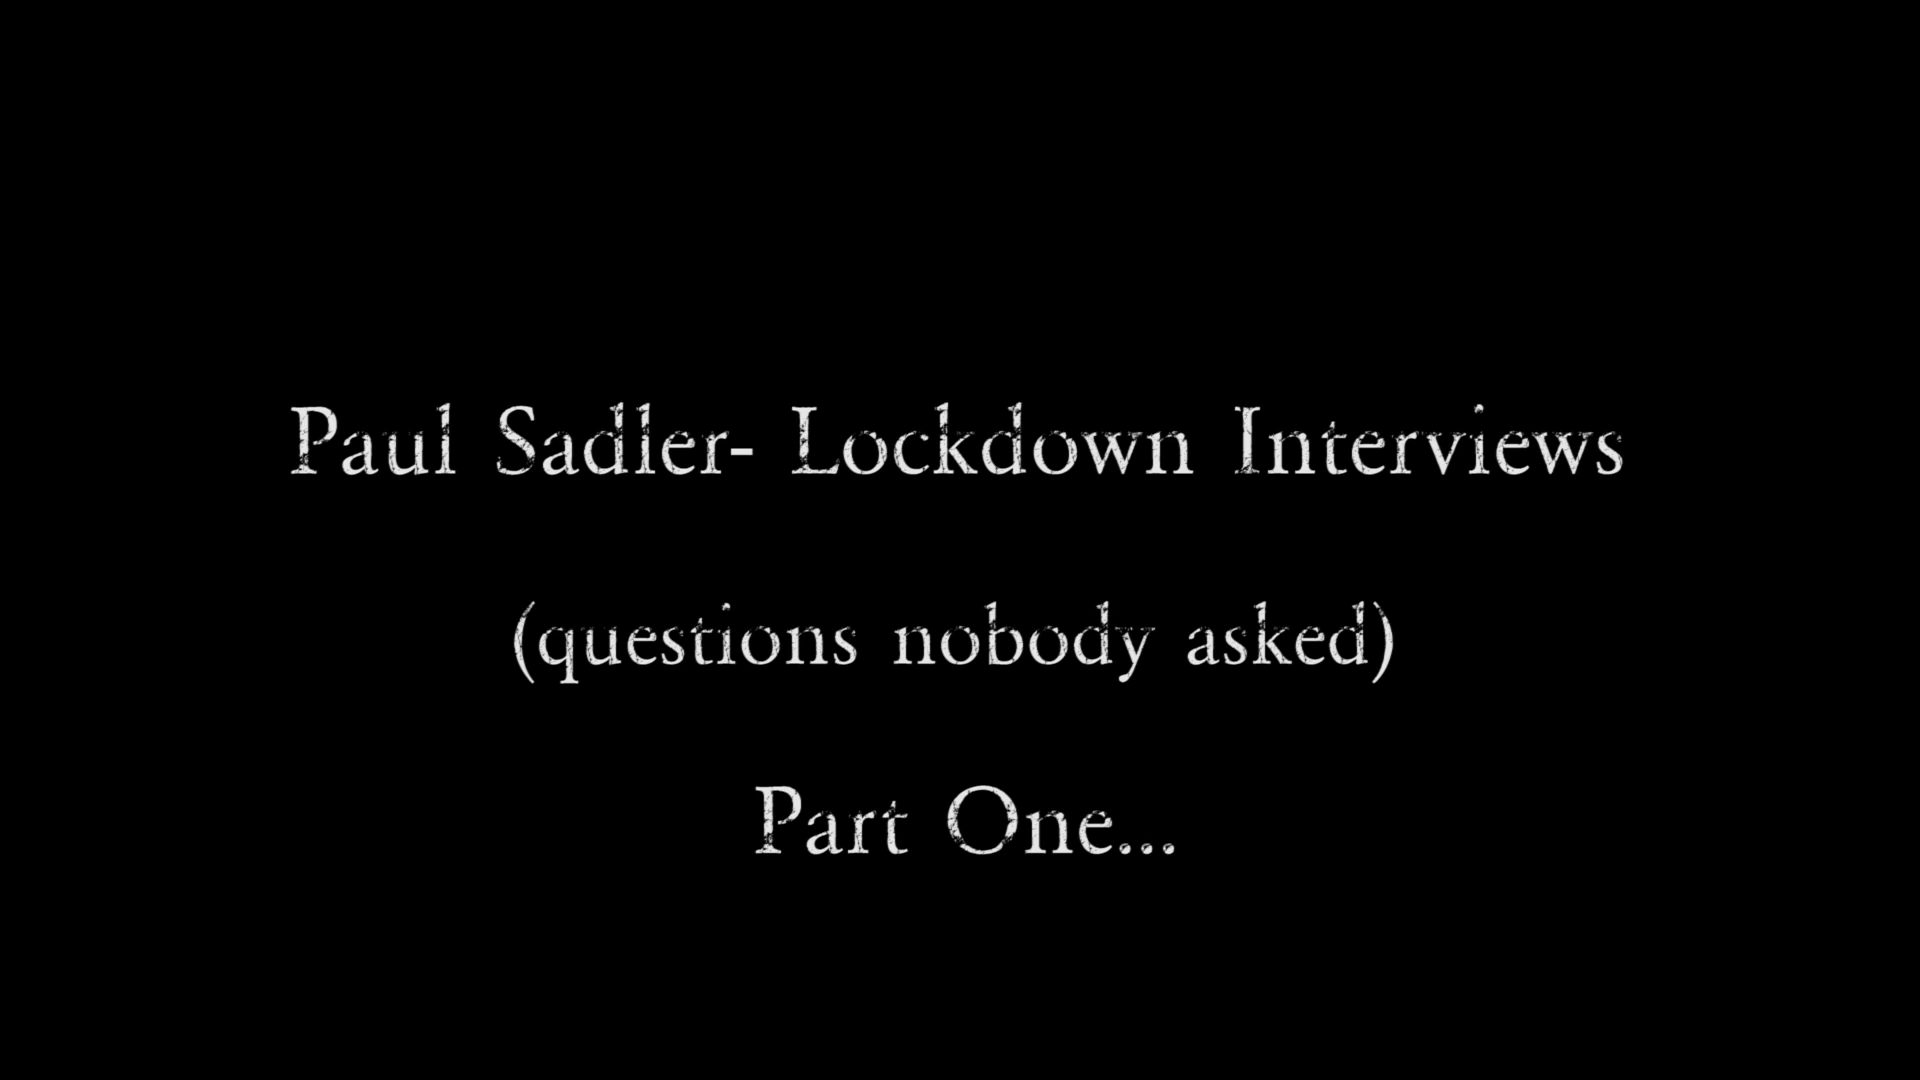 Paul Sadler- Lockdown Interviews
(questions nobody asked)
Part One...